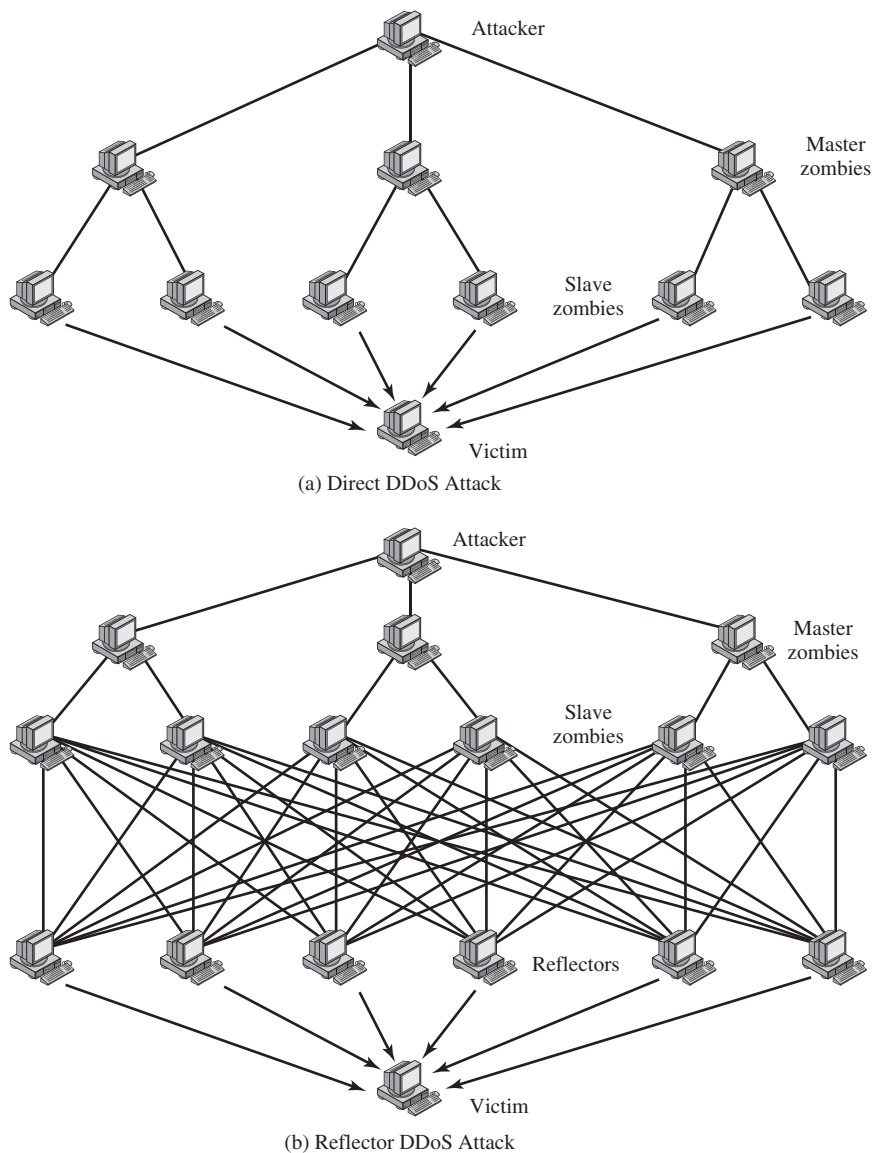 Attacker
Master
zombies
Slave
zombies
Victim
(a) Direct DDoS Attack
Attacker
Master
zombies
Slave
zombies
Reflectors
Victim
(b) Reflector DDoS Attack